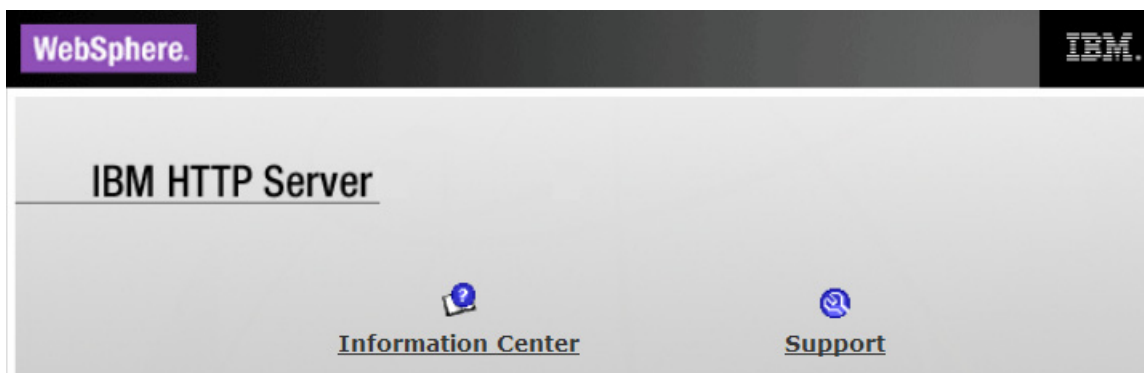 WebSphere.
IBM.
IBM HTTP Server
Information Center
Support